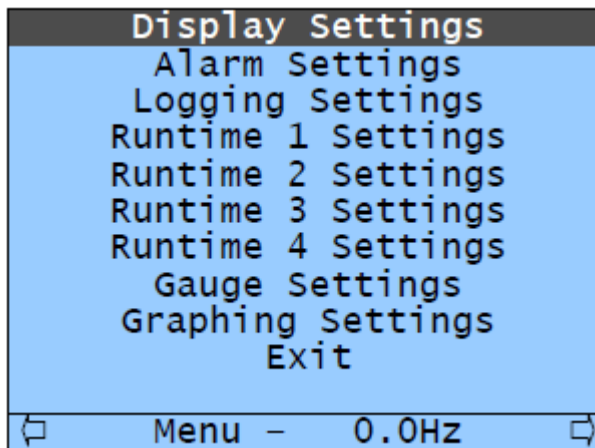 Display Settings
Alarm Settings
Logging Settings
Runtime 1 Settings
Runtime 2 Settings
Runtime 3 Settings
Runtime 4 Settings
Gauge Settings
Graphing Settings
Exit
Menu – 0.0Hz